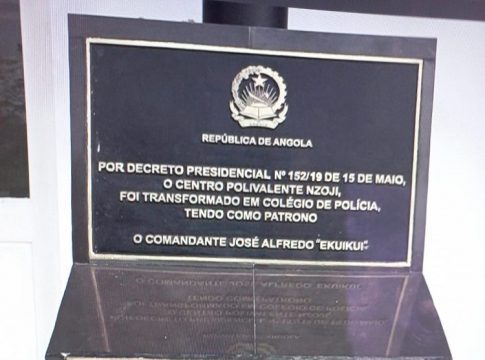 REPÚBLICA DE ANGOLA
POR DECRETO PRESIDENCIAL Nº 152/19 DE 15 DE MAIO,
O CENTRO POLIVALENTE NZOJI,
FOI TRANSFORMADO EM COLÉGIO DE POLÍCIA,
TENDO COMO PATRONO
O COMANDANTE JOSÉ ALFREDO "EKUIKUI"